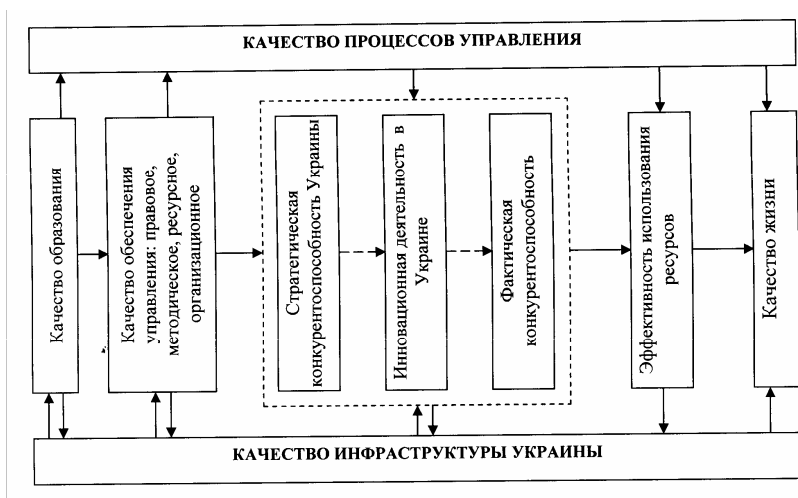 КАЧЕСТВО ПРОЦЕССОВ УПРАВЛЕНИЯ
Качество образования
Качество обеспечения
управления: правовое,
методическое, ресурсное,
организационное
Стратегическая
конкурентоспособность Украины
Инновационная деятельность в
Украине
Фактическая
конкурентоспособность
Эффективность использования
ресурсов
Качество жизни
КАЧЕСТВО ИНФРАСТРУКТУРЫ УКРАИНЫ